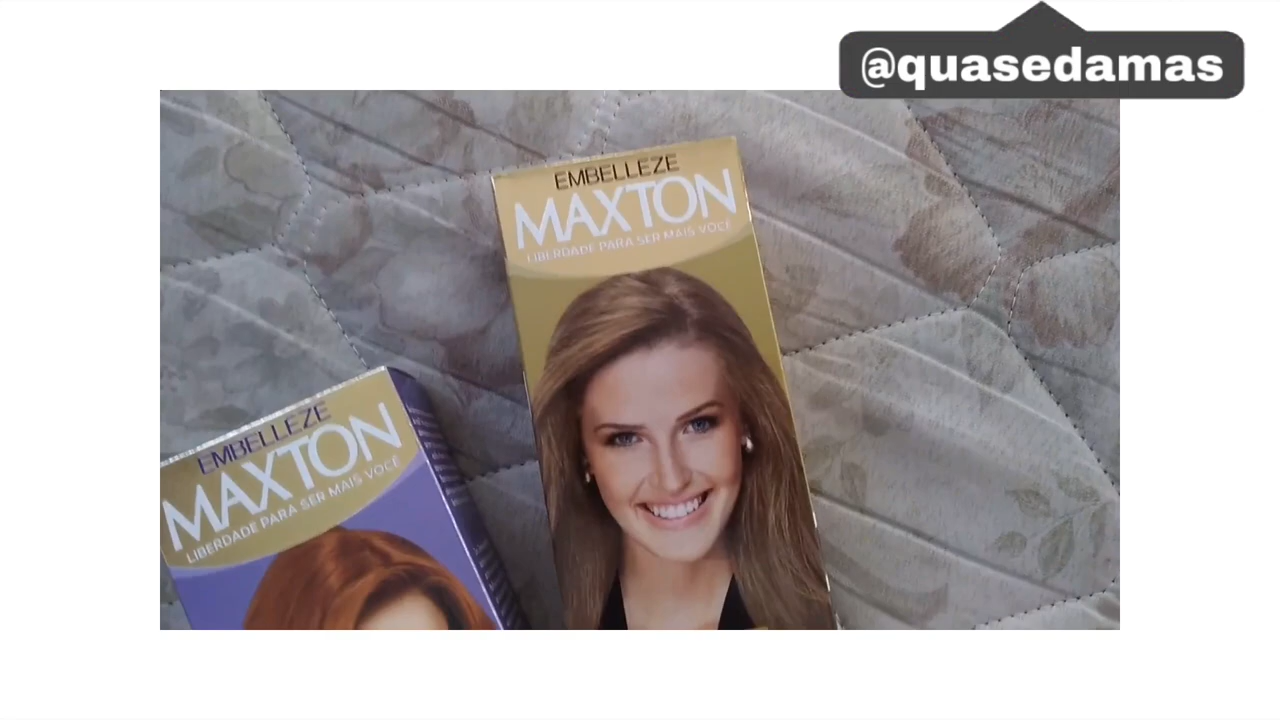 @quasedamas
EMBELLEZE
MAXTON
LIBERDADE PARA SER MAIS VOCÊ
EMBELLEZE
MAXTON
LIBERDADE PARA SER MAIS VOCÊ